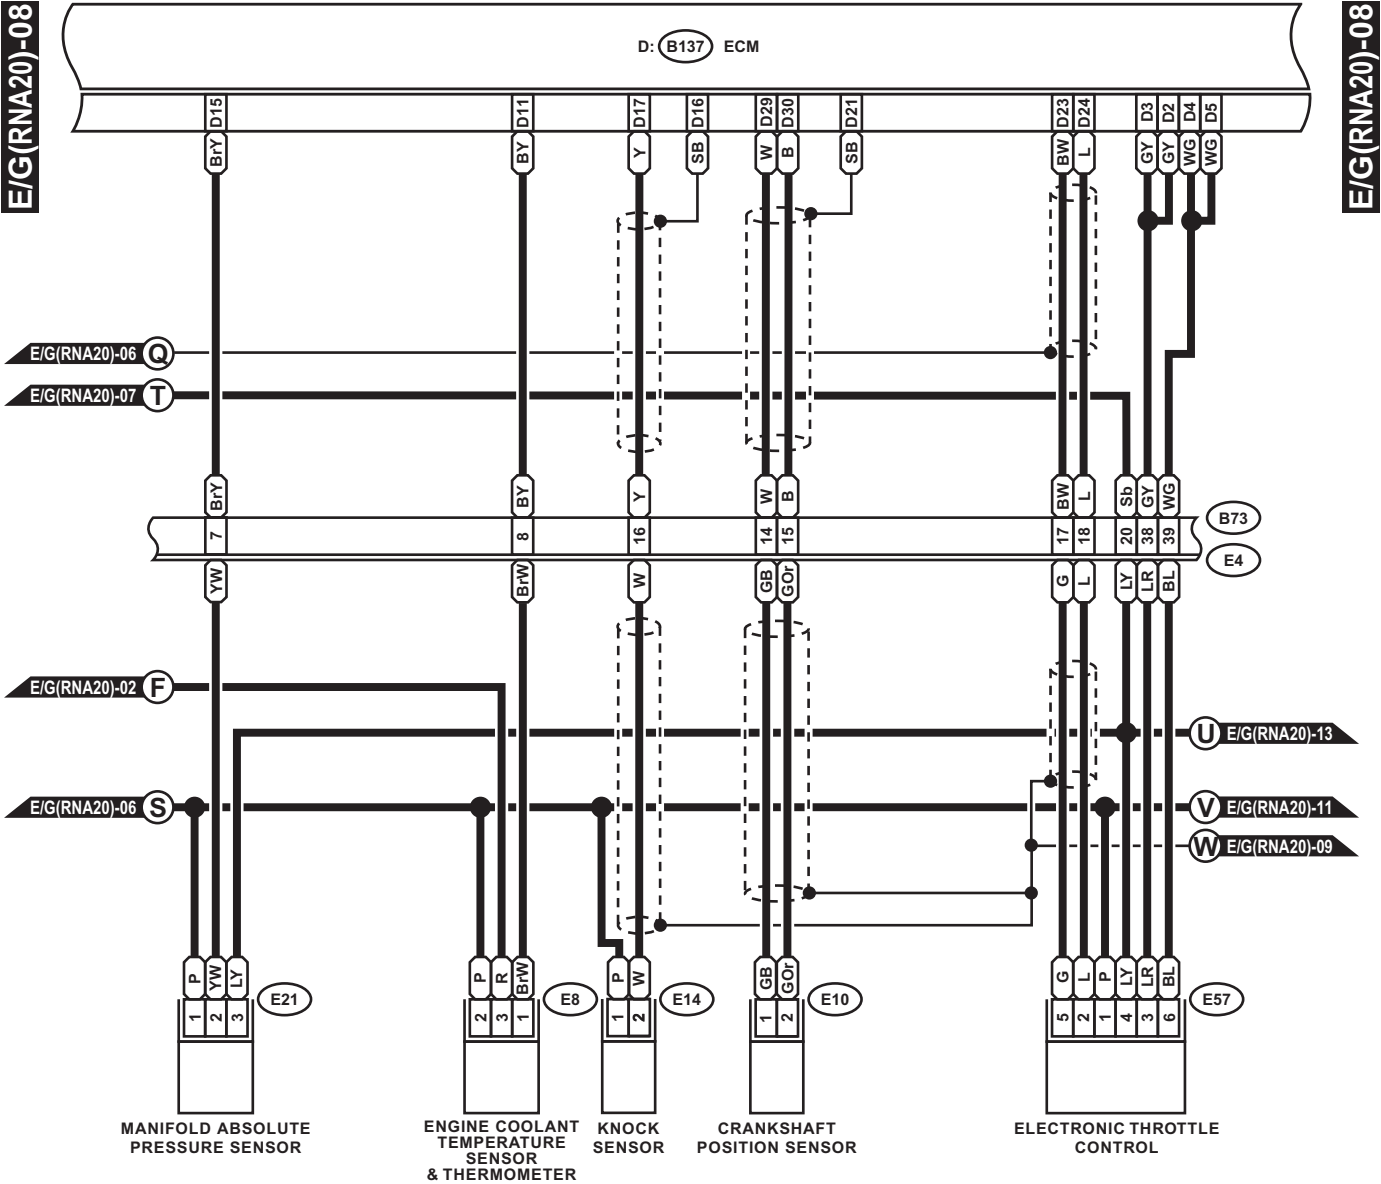 E/G(RNA20)-08
E/G(RNA20)-08
D: B137 ECM
D15 D11 D17 D16 D29 D30 D21 D23 D24 D3 D2 D4 D5
BrY BY Y SB W B SB BW L GY GY WG WG
E/G(RNA20)-06 Q
E/G(RNA20)-07 T
BrY BY Y W B BW L Sb GY WG
7 8 16 14 15 17 18 20 38 39 B73
E4
YW BrW W GB GOr G L LY LR BL
E/G(RNA20)-02 F
U E/G(RNA20)-13
E/G(RNA20)-06 S
V E/G(RNA20)-11
W E/G(RNA20)-09
P YW LY P R BrW P W GB GOr G L P LY LR BL
E21 E8 E14 E10 E57
1 2 3 2 3 1 1 2 1 2 5 2 1 4 3 6
MANIFOLD ABSOLUTE
PRESSURE SENSOR
ENGINE COOLANT
TEMPERATURE
SENSOR
& THERMOMETER
KNOCK
SENSOR
CRANKSHAFT
POSITION SENSOR
ELECTRONIC THROTTLE
CONTROL